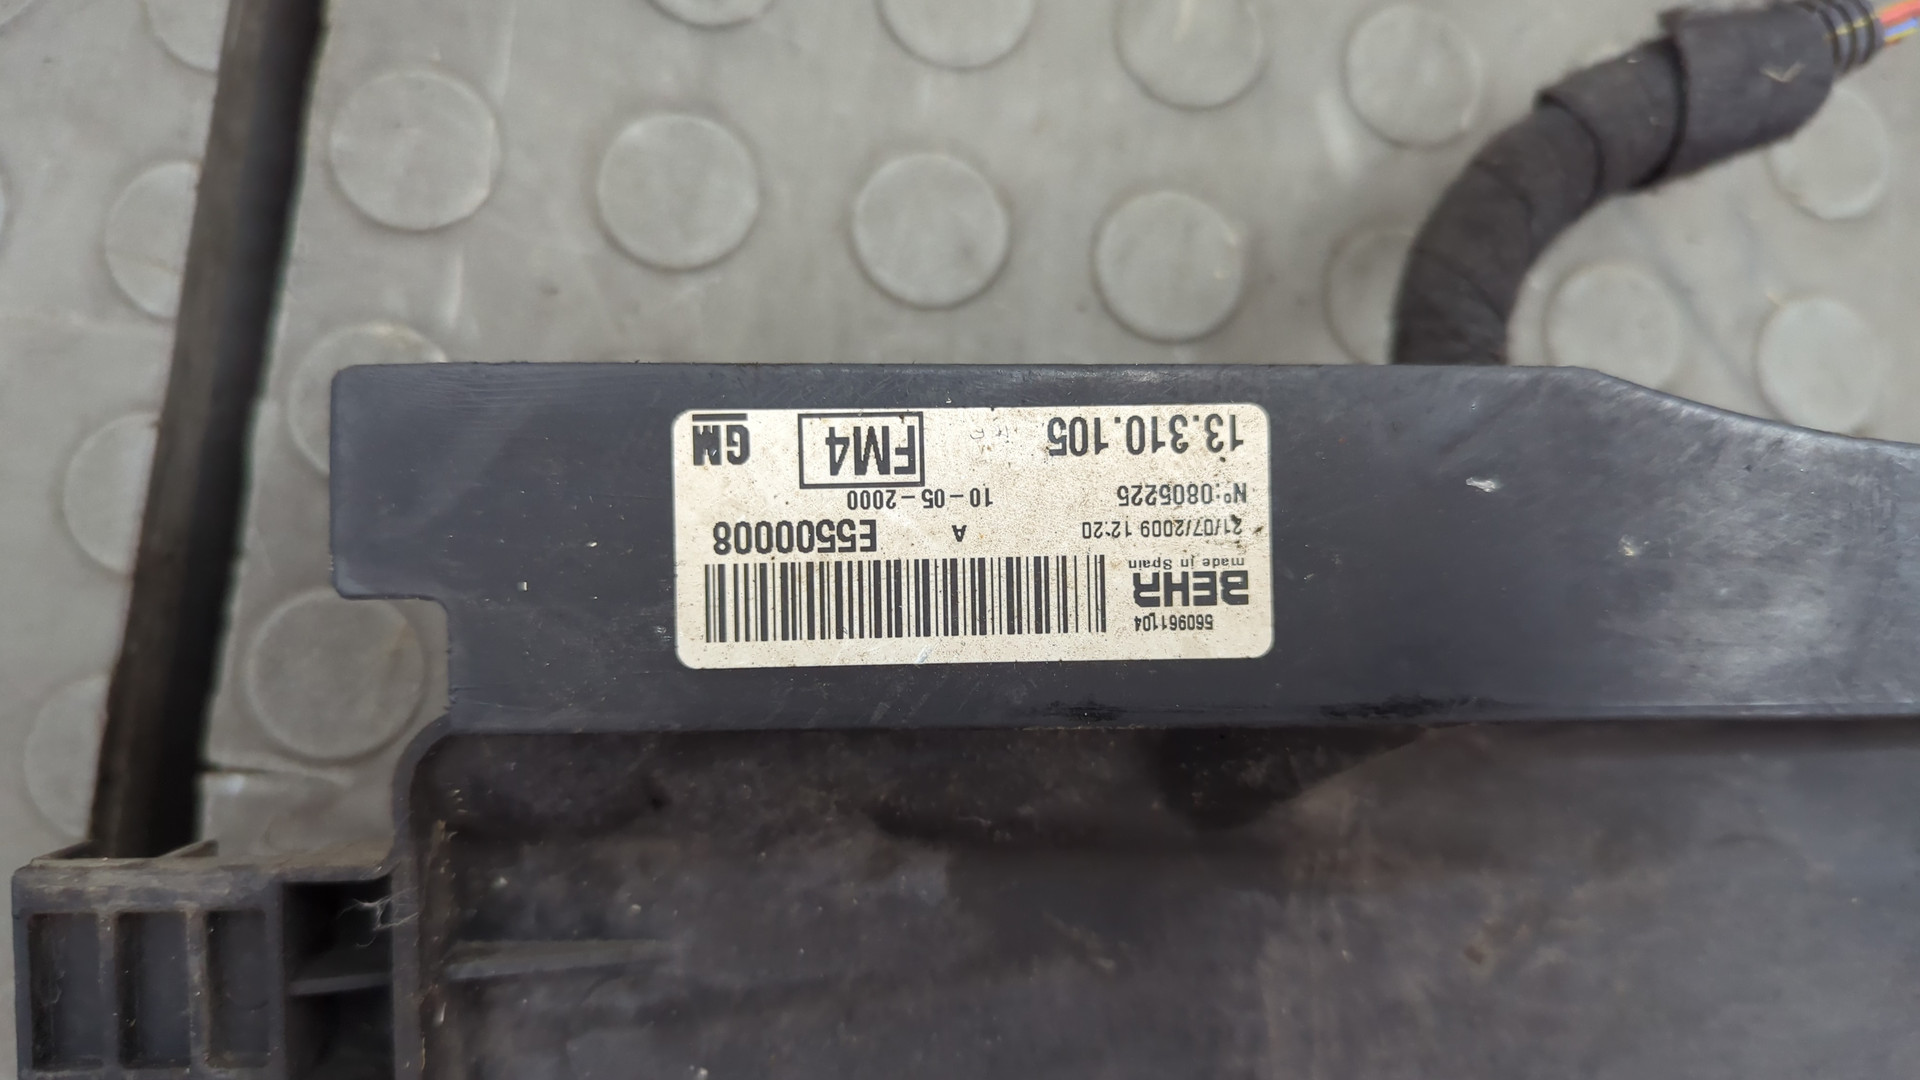 560961104
BEHR
made in Spain
21/07/2009 12:20 A E5500008
Nº:0805225 10-05-2000
13.310.105 FM4 GM